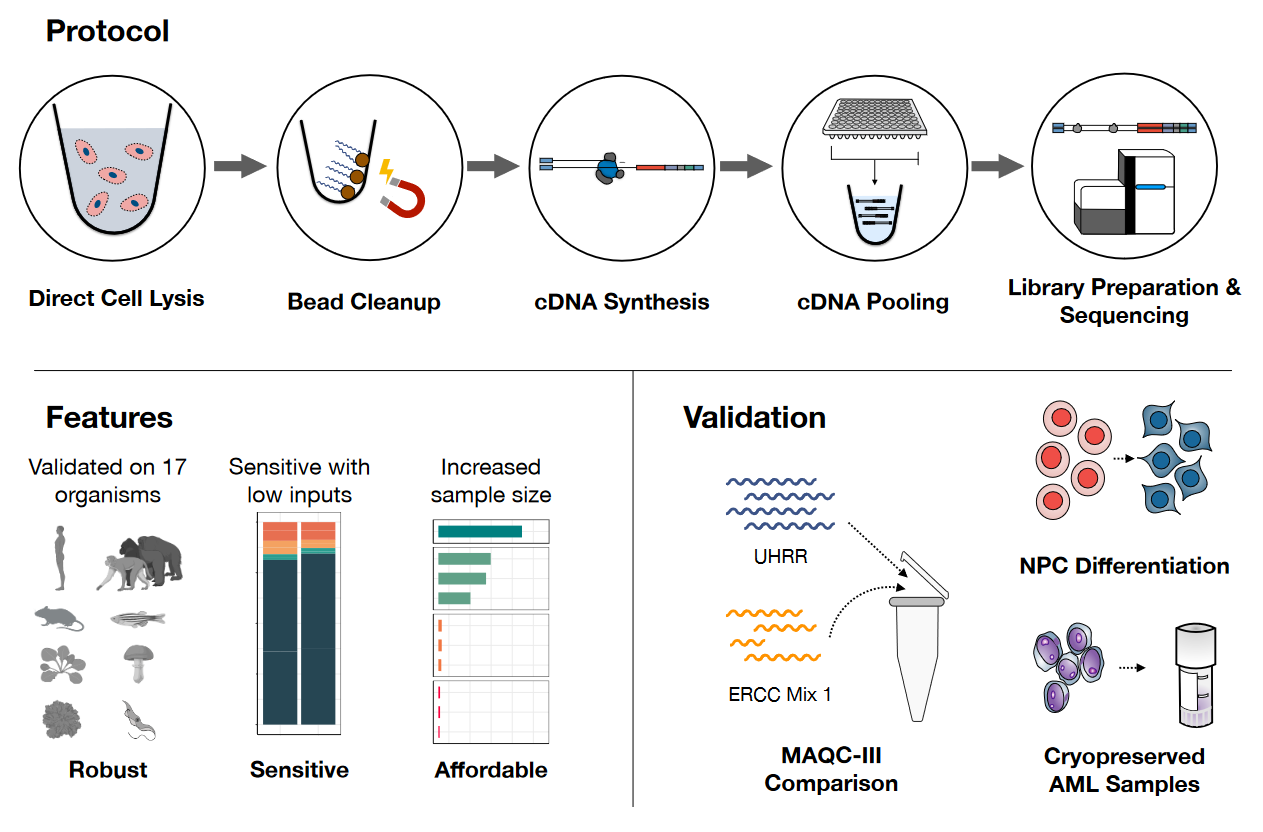 Protocol
Direct Cell Lysis
Bead Cleanup
cDNA Synthesis
cDNA Pooling
Library Preparation &
Sequencing
Features
Validated on 17
organisms
Sensitive with
low inputs
Increased
sample size
Robust
Sensitive
Affordable
Validation
UHRR
ERCC Mix 1
MAQC-III
Comparison
NPC Differentiation
Cryopreserved
AML Samples